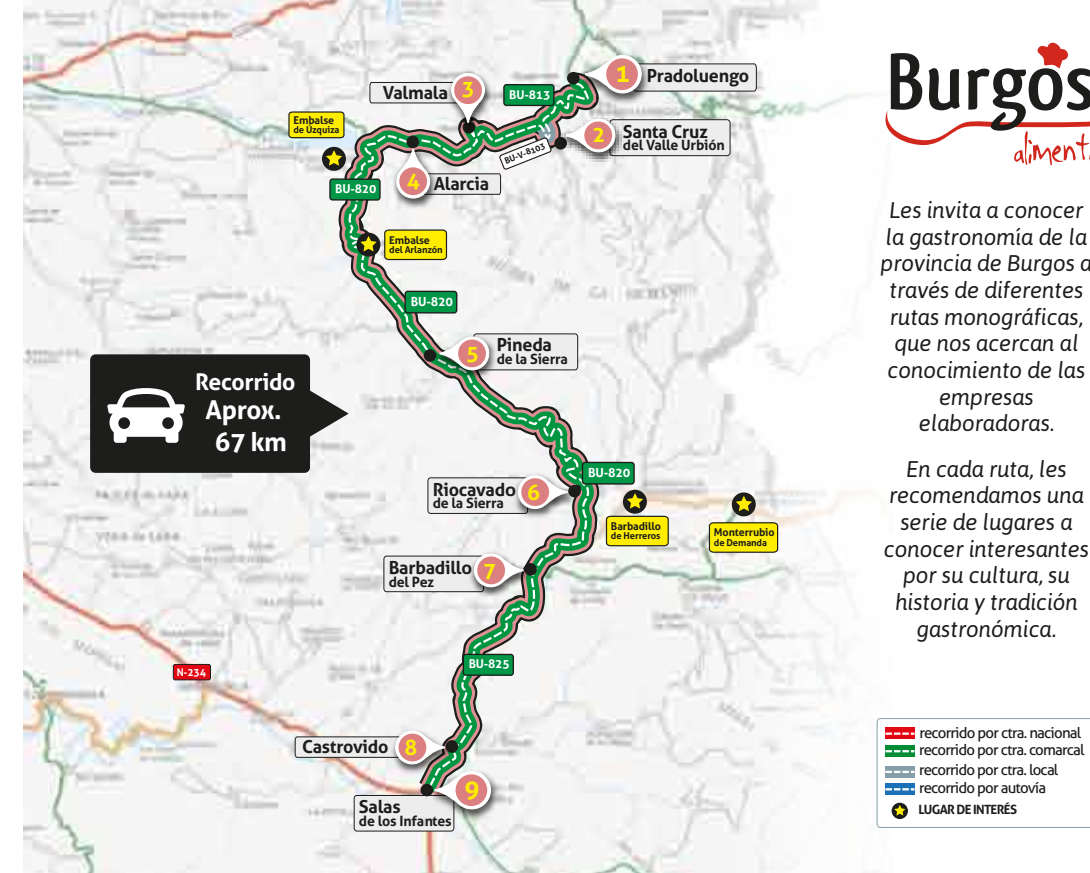 1
Pradoluengo
3
Valmala
BU-813
2
Santa Cruz
del Valle Urbión
BU-V-8103
Embalse
de Úzquiza
4
Alarcia
BU-820
Embalse
del Arlanzón
BU-820
5
Pineda
de la Sierra
Recorrido
Aprox.
67 km
BU-820
Riocavado
de la Sierra
6
Barbadillo
de Herreros
Monterrubio
de Demanda
Barbadillo
del Pez
7
BU-825
N-234
Castrovido
8
9
Salas
de los Infantes
Burgos
aliment
Les invita a conocer
la gastronomía de la
provincia de Burgos a
través de diferentes
rutas monográficas,
que nos acercan al
conocimiento de las
empresas
elaboradoras.
En cada ruta, les
recomendamos una
serie de lugares a
conocer interesantes
por su cultura, su
historia y tradición
gastronómica.
recorrido por ctra. nacional
recorrido por ctra. comarcal
recorrido por ctra. local
recorrido por autovía
LUGAR DE INTERÉS